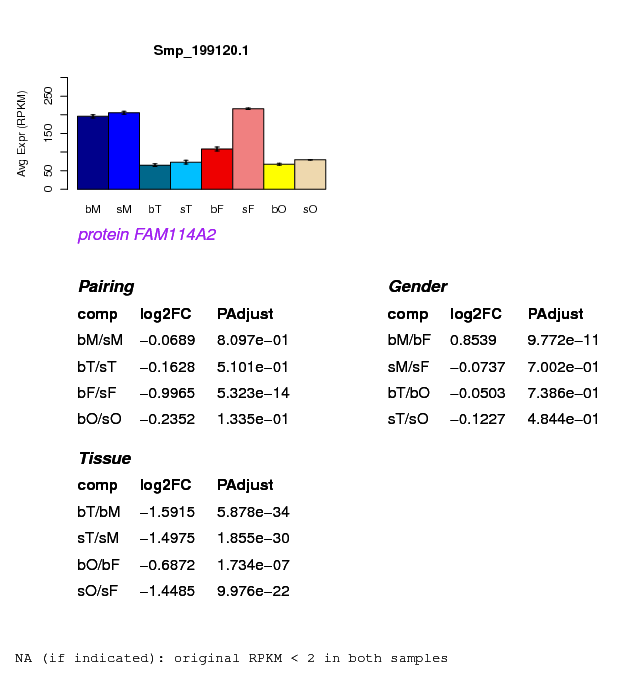 Smp_199120.1
Avg Expr (RPKM)
250
150
50
0
bM sM bT sT bF sF bO sO
protein FAM114A2
Pairing
comp log2FC PAdjust
bM/sM −0.0689 8.097e−01
bT/sT −0.1628 5.101e−01
bF/sF −0.9965 5.323e−14
bO/sO −0.2352 1.335e−01
Gender
comp log2FC PAdjust
bM/bF 0.8539 9.772e−11
sM/sF −0.0737 7.002e−01
bT/bO −0.0503 7.386e−01
sT/sO −0.1227 4.844e−01
Tissue
comp log2FC PAdjust
bT/bM −1.5915 5.878e−34
sT/sM −1.4975 1.855e−30
bO/bF −0.6872 1.734e−07
sO/sF −1.4485 9.976e−22
NA (if indicated): original RPKM < 2 in both samples